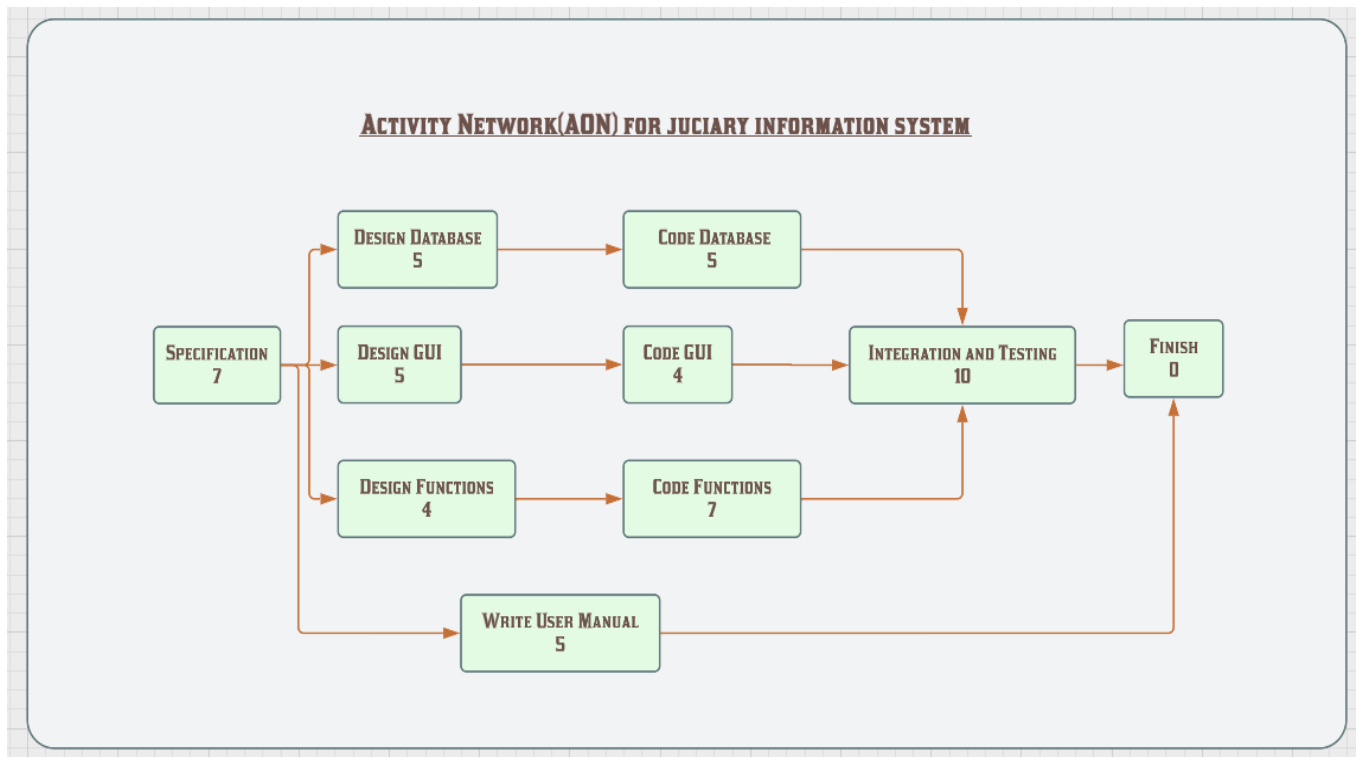 Activity Network(AON) for juciary information system
Design Database
5
Code Database
5
Specification
7
Design GUI
5
Code GUI
4
Integration and Testing
10
Finish
0
Design Functions
4
Code Functions
7
Write User Manual
5